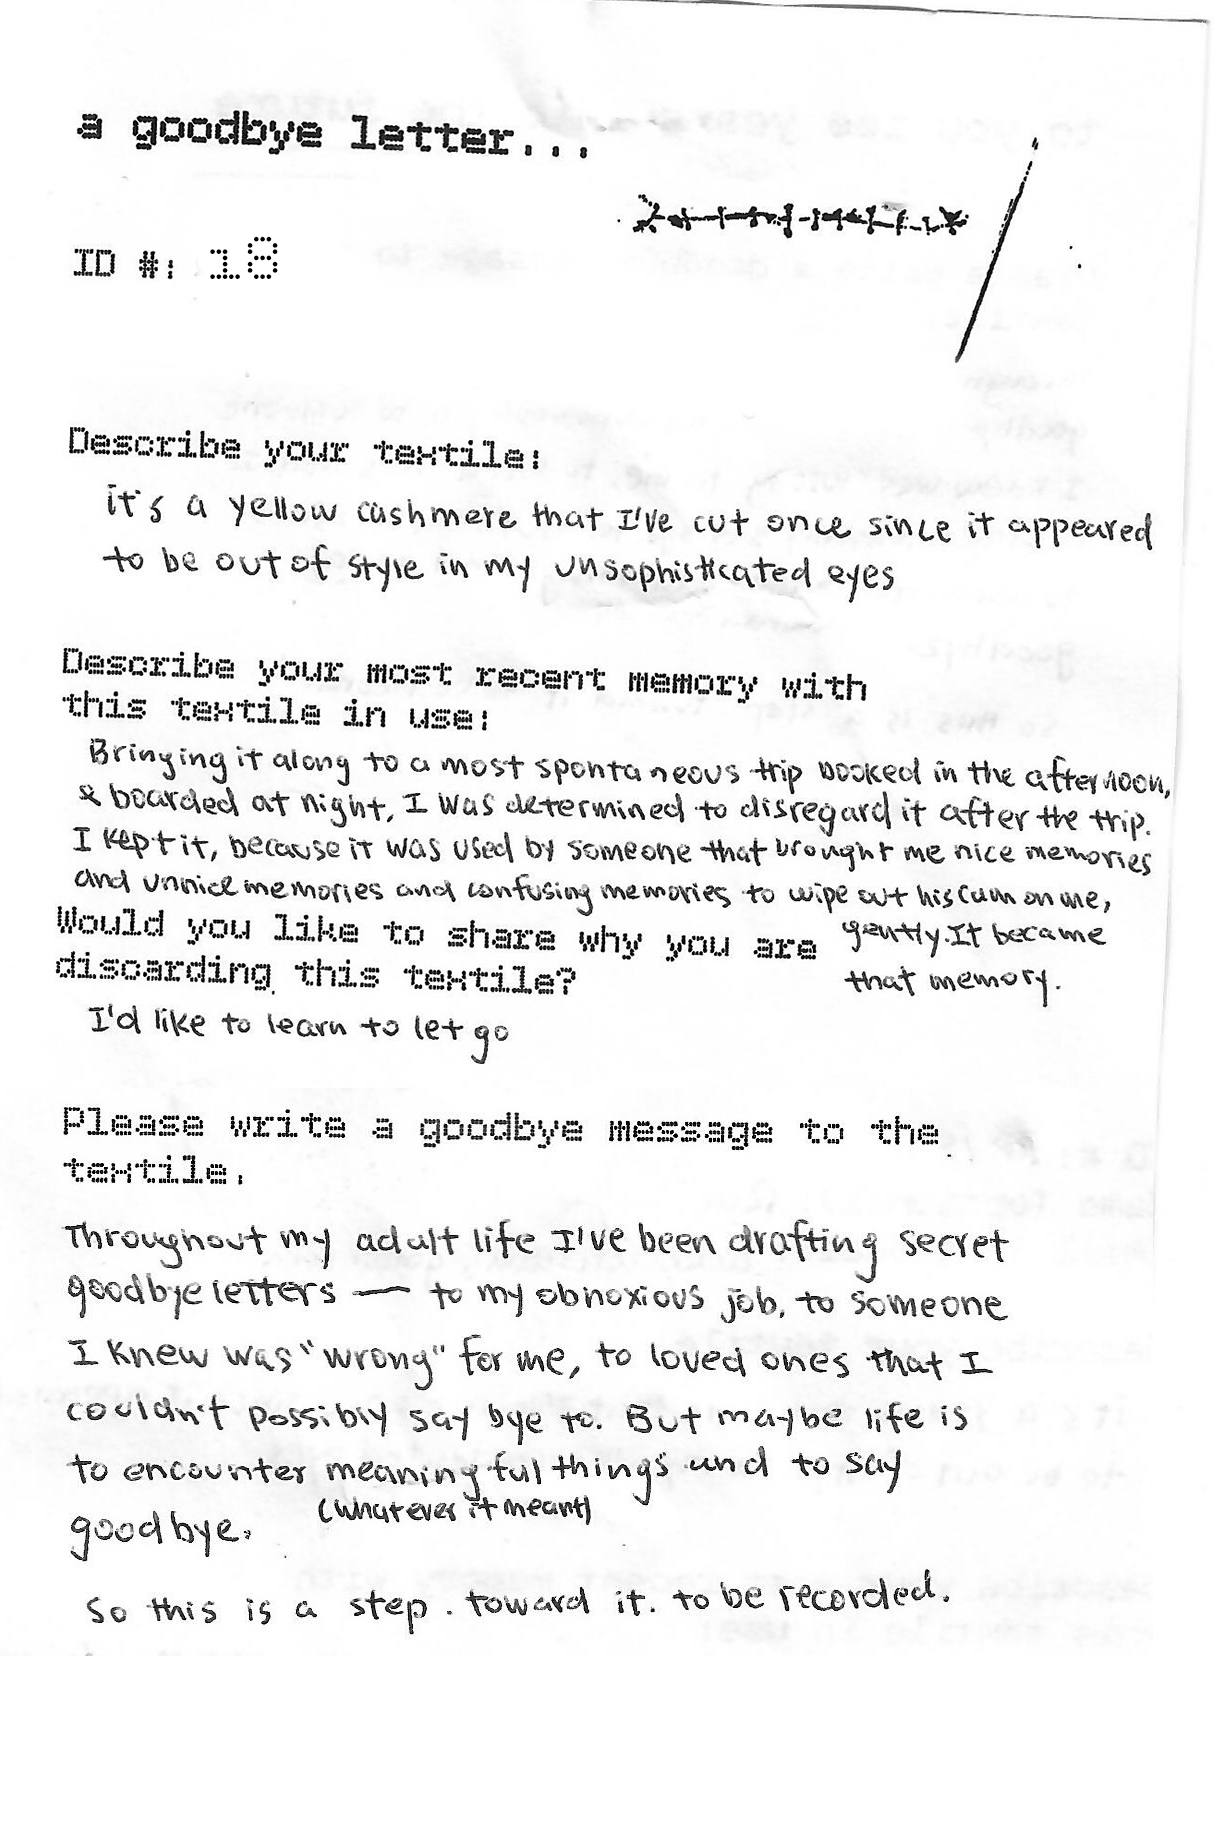 a goodbye letter...
ID #: 18
Describe your textile:
it's a yellow cashmere that I've cut once since it appeared
to be out of style in my unsophisticated eyes
Describe your most recent memory with
this textile in use:
Bringing it along to a most spontaneous trip booked in the afternoon,
& boarded at night, I was determined to disregard it after the trip.
I kept it, because it was used by someone that brought me nice memories
and unnice memories and confusing memories to wipe out his cum on me,
gently. It became
that memory.
Would you like to share why you are
discarding this textile?
I'd like to learn to let go
Please write a goodbye message to the
textile.
Throughout my adult life I've been drafting secret
goodbye letters — to my obnoxious job, to someone
I knew was "wrong" for me, to loved ones that I
couldn't possibly say bye to. But maybe life is
to encounter meaningful things and to say
goodbye. (whatever it meant)
So this is a step. toward it. to be recorded.